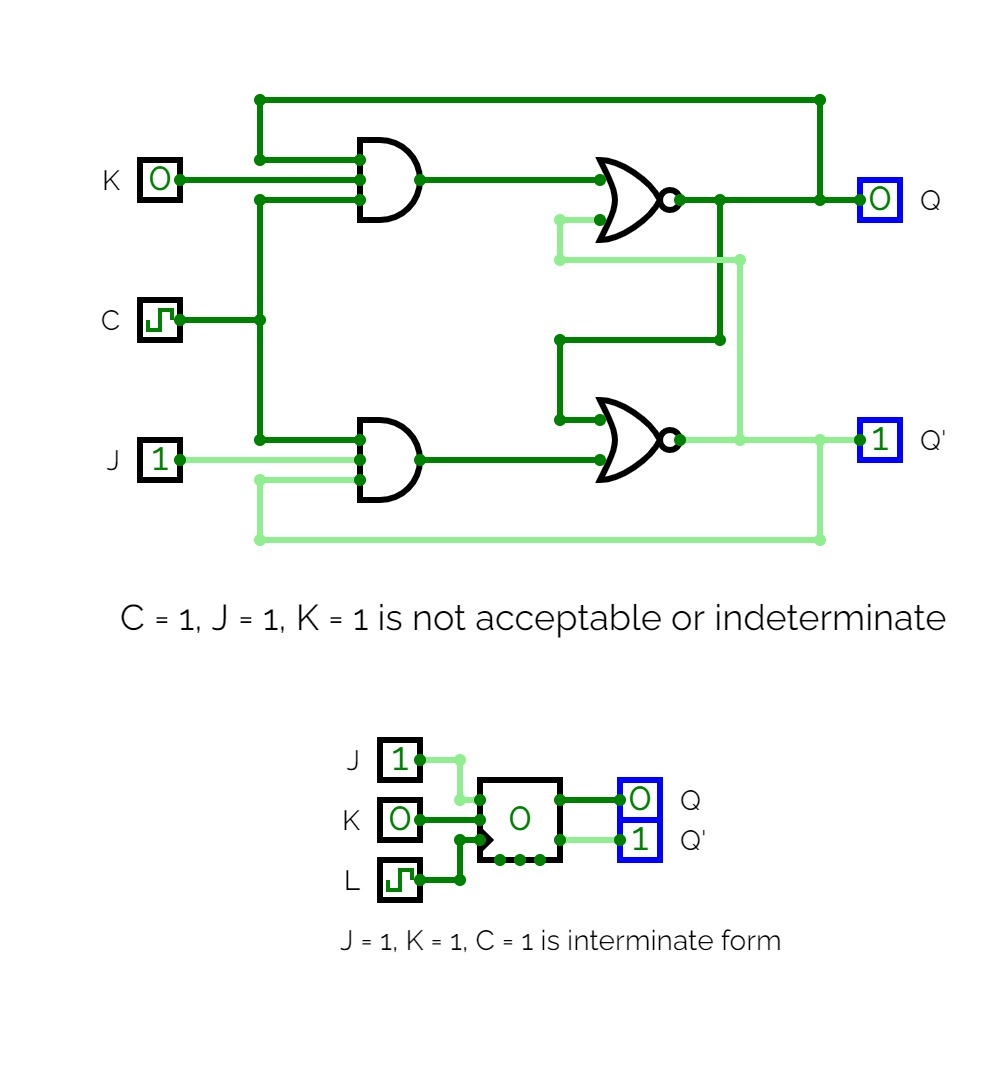 K 0
0 Q
C
J 1
1 Q'
C = 1, J = 1, K = 1 is not acceptable or indeterminate
J 1
0 Q
K 0 0
1 Q'
L
J = 1, K = 1, C = 1 is interminate form